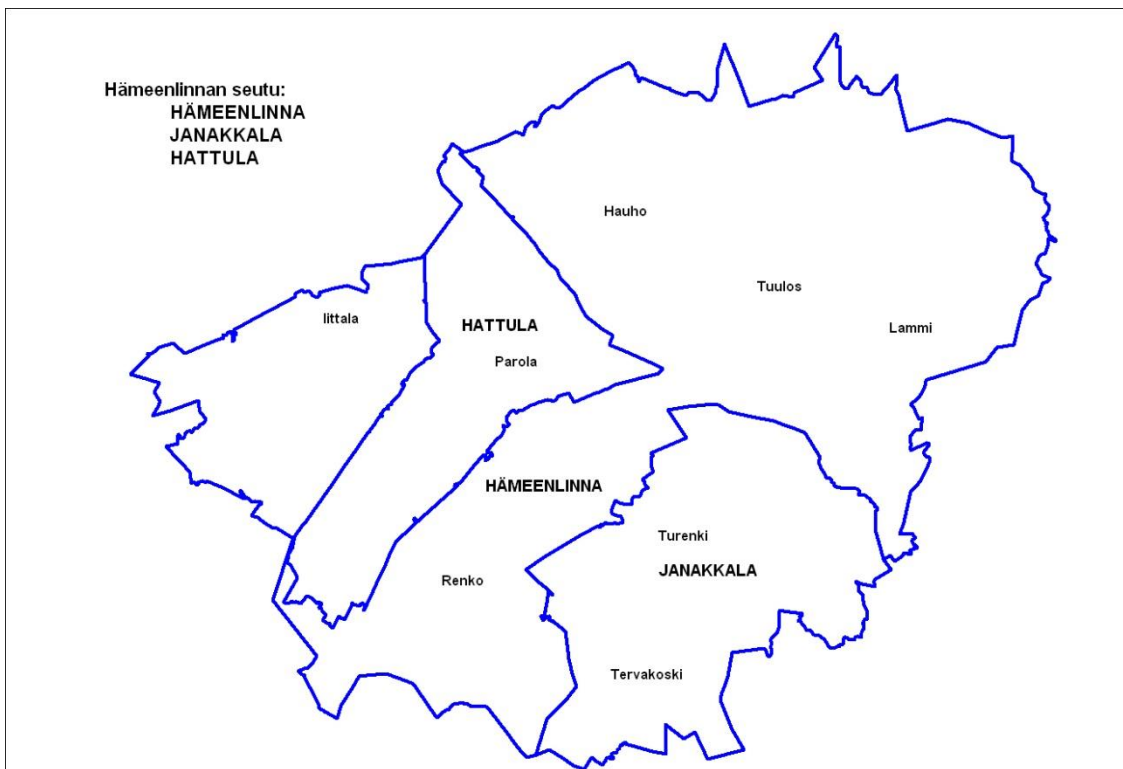 Hämeenlinnan seutu:
HÄMEENLINNA
JANAKKALA
HATTULA
Hauho
Tuulos
Iittala
HATTULA
Lammi
Parola
HÄMEENLINNA
Turenki
JANAKKALA
Renko
Tervakoski